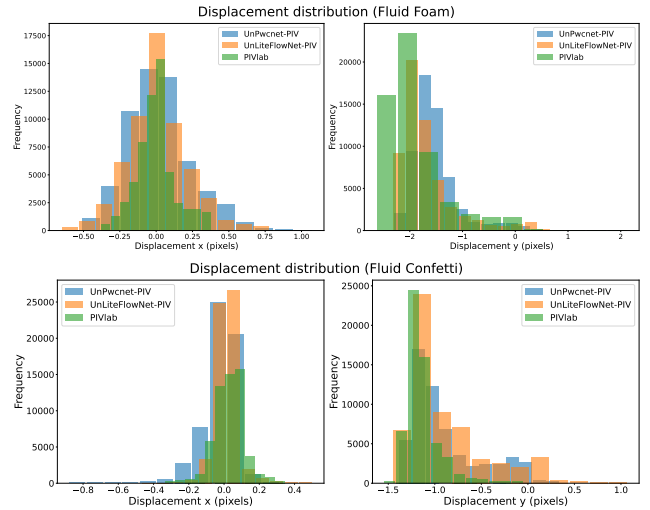 Displacement distribution (Fluid Foam)
Frequency
17500
15000
12500
10000
7500
5000
2500
0
−0.50
−0.25
0.00
0.25
0.50
0.75
1.00
Displacement x (pixels)
UnPwcnet-PIV
UnLiteFlowNet-PIV
PIVlab
Frequency
20000
15000
10000
5000
0
−2
−1
0
1
2
Displacement y (pixels)
UnPwcnet-PIV
UnLiteFlowNet-PIV
PIVlab
Displacement distribution (Fluid Confetti)
Frequency
25000
20000
15000
10000
5000
0
−0.8
−0.6
−0.4
−0.2
0.0
0.2
0.4
Displacement x (pixels)
UnPwcnet-PIV
UnLiteFlowNet-PIV
PIVlab
Frequency
25000
20000
15000
10000
5000
0
−1.5
−1.0
−0.5
0.0
0.5
1.0
Displacement y (pixels)
UnPwcnet-PIV
UnLiteFlowNet-PIV
PIVlab